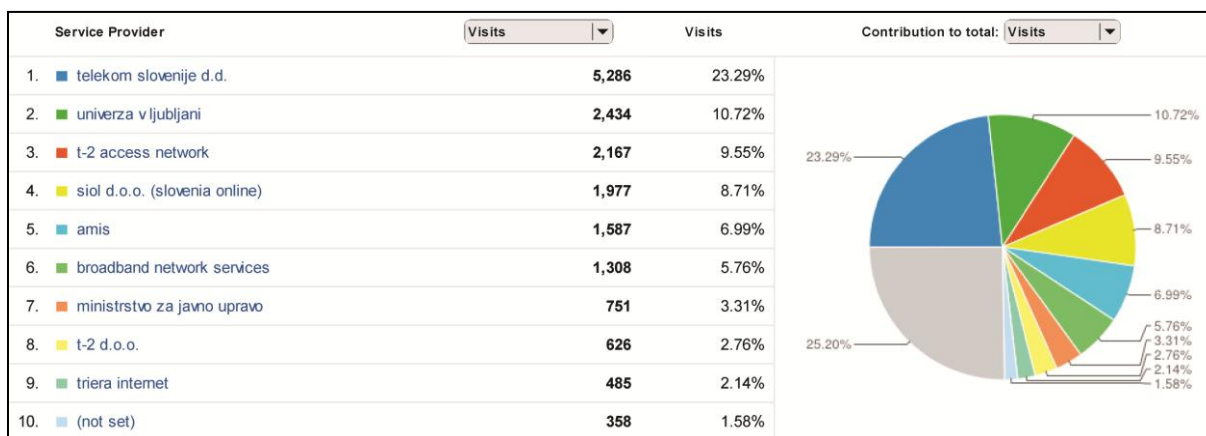 Service Provider Visits Visits Contribution to total: Visits
1. telekom slovenije d.d. 5,286 23.29%
2. univerza v ljubljani 2,434 10.72%
3. t-2 access network 2,167 9.55%
4. siol d.o.o. (slovenia online) 1,977 8.71%
5. amis 1,587 6.99%
6. broadband network services 1,308 5.76%
7. ministrstvo za javno upravo 751 3.31%
8. t-2 d.o.o. 626 2.76%
9. triera internet 485 2.14%
10. (not set) 358 1.58%
23.29%
10.72%
9.55%
8.71%
6.99%
5.76%
3.31%
2.76%
2.14%
1.58%
25.20%